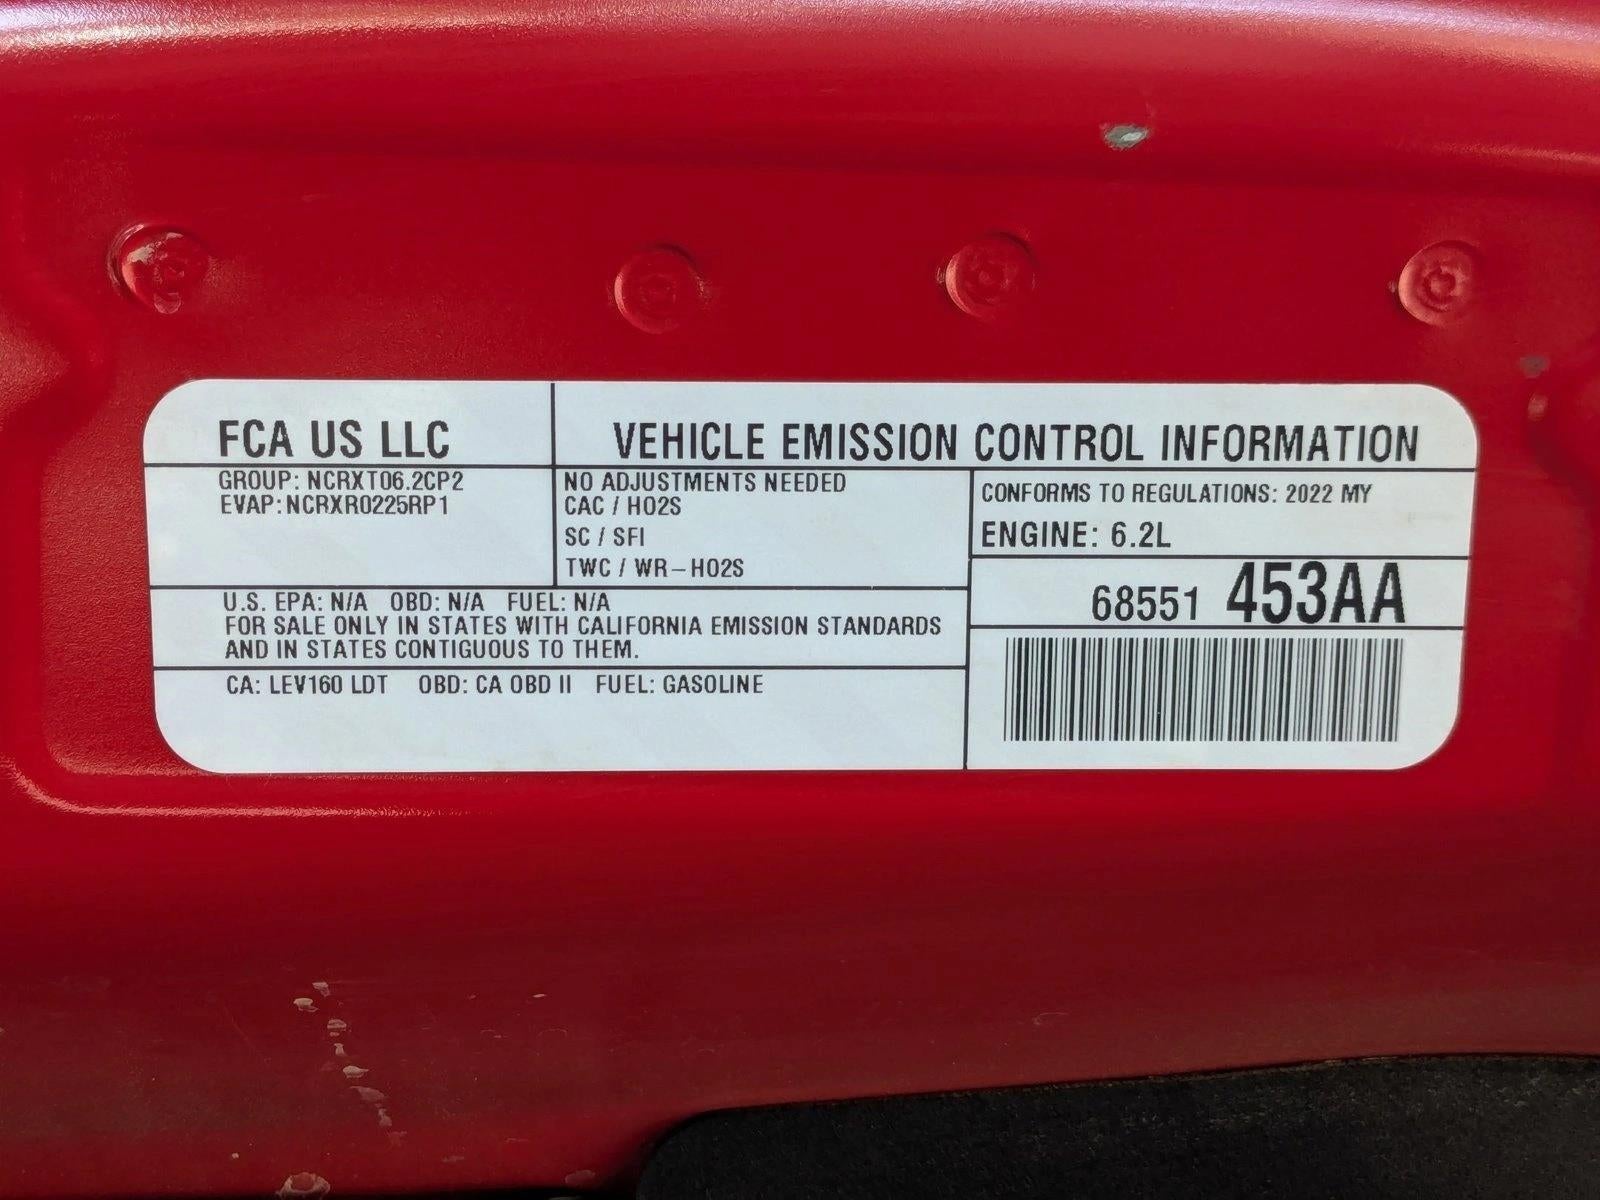 FCA US LLC
VEHICLE EMISSION CONTROL INFORMATION
GROUP: NCRXT06.2CP2
EVAP: NCRXR0225RP1
NO ADJUSTMENTS NEEDED
CAC / HO2S
SC / SFI
TWC / WR-HO2S
CONFORMS TO REGULATIONS: 2022 MY
ENGINE: 6.2L
68551 453AA
U.S. EPA: N/A OBD: N/A FUEL: N/A
FOR SALE ONLY IN STATES WITH CALIFORNIA EMISSION STANDARDS
AND IN STATES CONTIGUOUS TO THEM.
CA: LEV160 LDT OBD: CA OBD II FUEL: GASOLINE